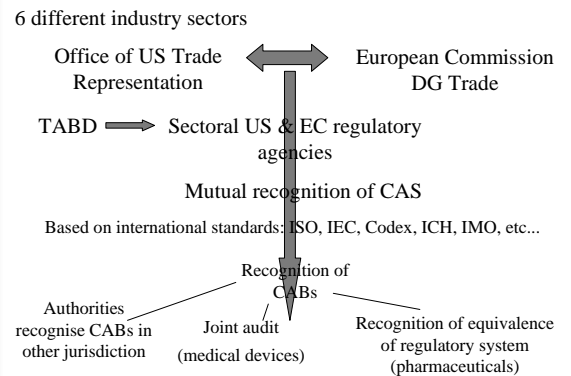 6 different industry sectors
Office of US Trade
Representation
European Commission
DG Trade
TABD
Sectoral US & EC regulatory
agencies
Mutual recognition of CAS
Based on international standards: ISO, IEC, Codex, ICH, IMO, etc...
Recognition of
CABs
Authorities
recognise CABs in
other jurisdiction
Joint audit
(medical devices)
Recognition of equivalence
of regulatory system
(pharmaceuticals)